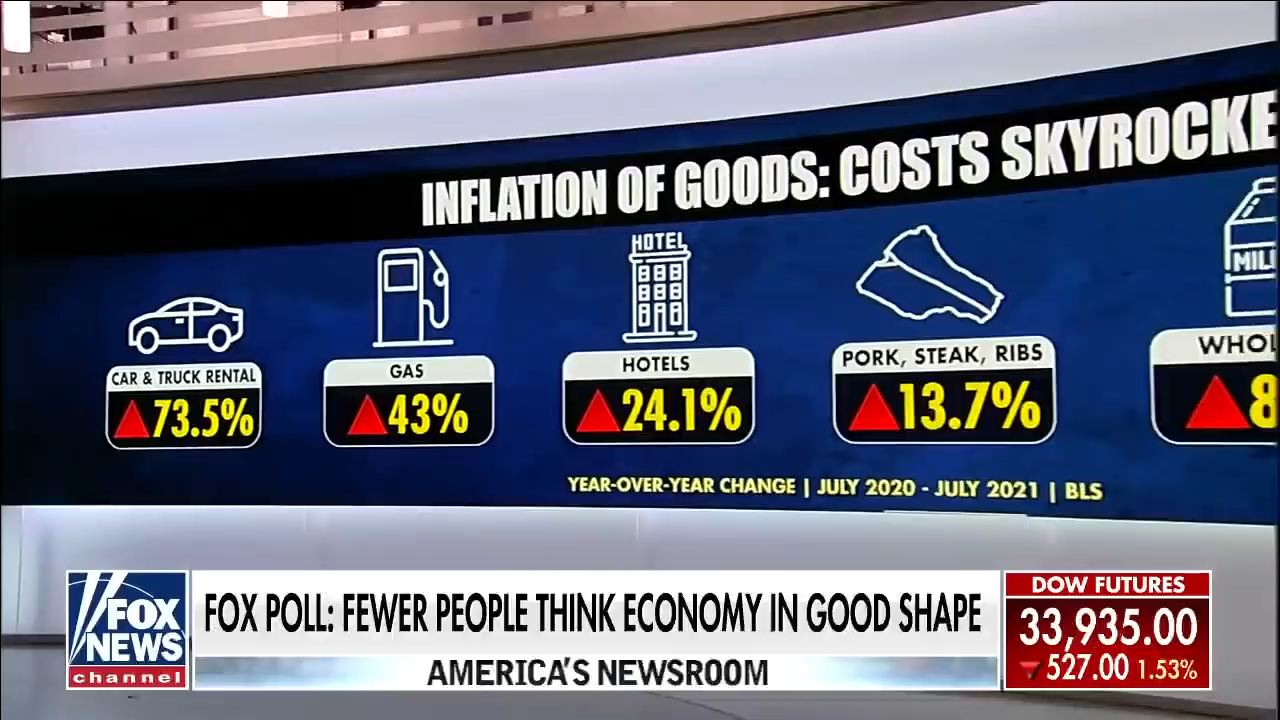 INFLATION OF GOODS: COSTS SKYROCKE
HOTEL
MIL
CAR & TRUCK RENTAL
73.5%
GAS
43%
HOTELS
24.1%
PORK, STEAK, RIBS
13.7%
WHOL
8
YEAR-OVER-YEAR CHANGE | JULY 2020 - JULY 2021 | BLS
FOX
NEWS
channel
FOX POLL: FEWER PEOPLE THINK ECONOMY IN GOOD SHAPE
AMERICA'S NEWSROOM
DOW FUTURES
33,935.00
527.00 1.53%